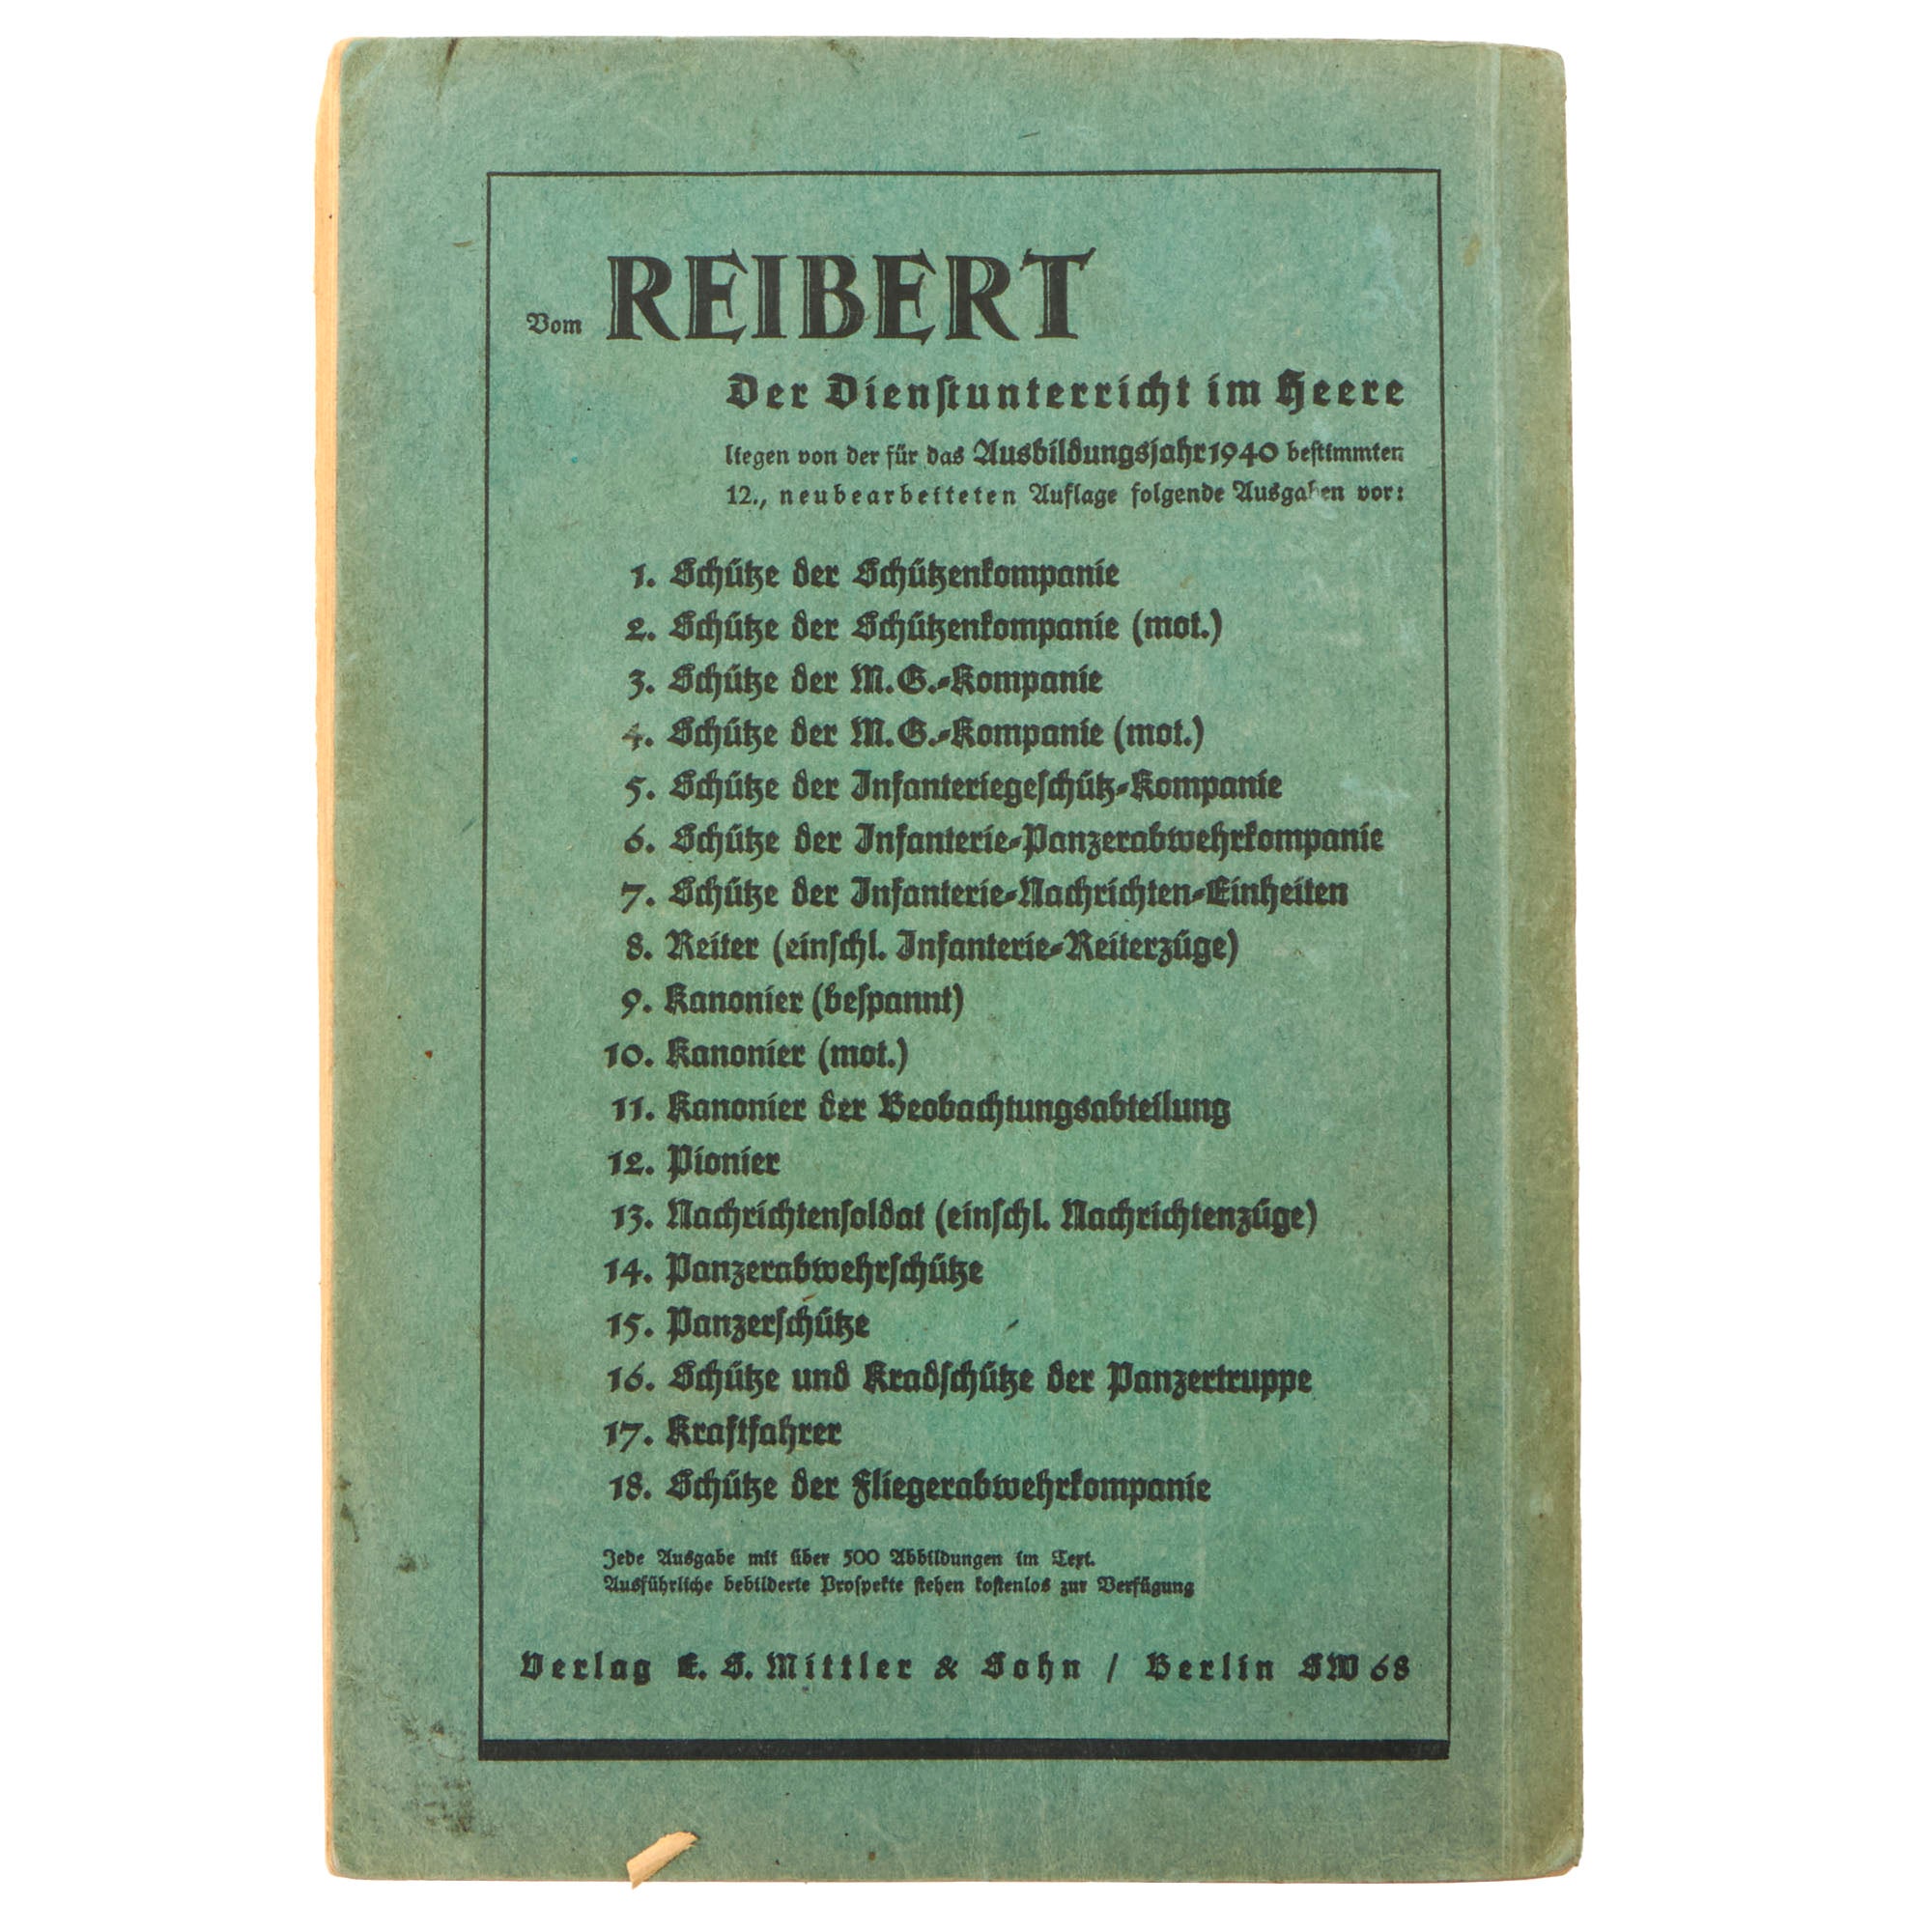 Vom REIBERT
Der Dienstunterricht im Heere
liegen von der für das Ausbildungsjahr 1940 bestimmten
12., neubearbeiteten Auflage folgende Ausgaben vor:
1. Schütze der Schützenkompanie
2. Schütze der Schützenkompanie (mot.)
3. Schütze der M.G.-Kompanie
4. Schütze der M.G.-Kompanie (mot.)
5. Schütze der Infanteriegeschütz-Kompanie
6. Schütze der Infanterie-Panzerabwehrkompanie
7. Schütze der Infanterie-Nachrichten-Einheiten
8. Reiter (einschl. Infanterie-Reiterzüge)
9. Kanonier (bespannt)
10. Kanonier (mot.)
11. Kanonier der Beobachtungsabteilung
12. Pionier
13. Nachrichtensoldat (einschl. Nachrichtenzüge)
14. Panzerabwehrschütze
15. Panzerschütze
16. Schütze und Kradschütze der Panzertruppe
17. Kraftfahrer
18. Schütze der Fliegerabwehrkompanie
Jede Ausgabe mit über 500 Abbildungen im Text.
Ausführliche bebilderte Prospekte stehen kostenlos zur Verfügung
Verlag E. S. Mittler & Sohn / Berlin SW 68